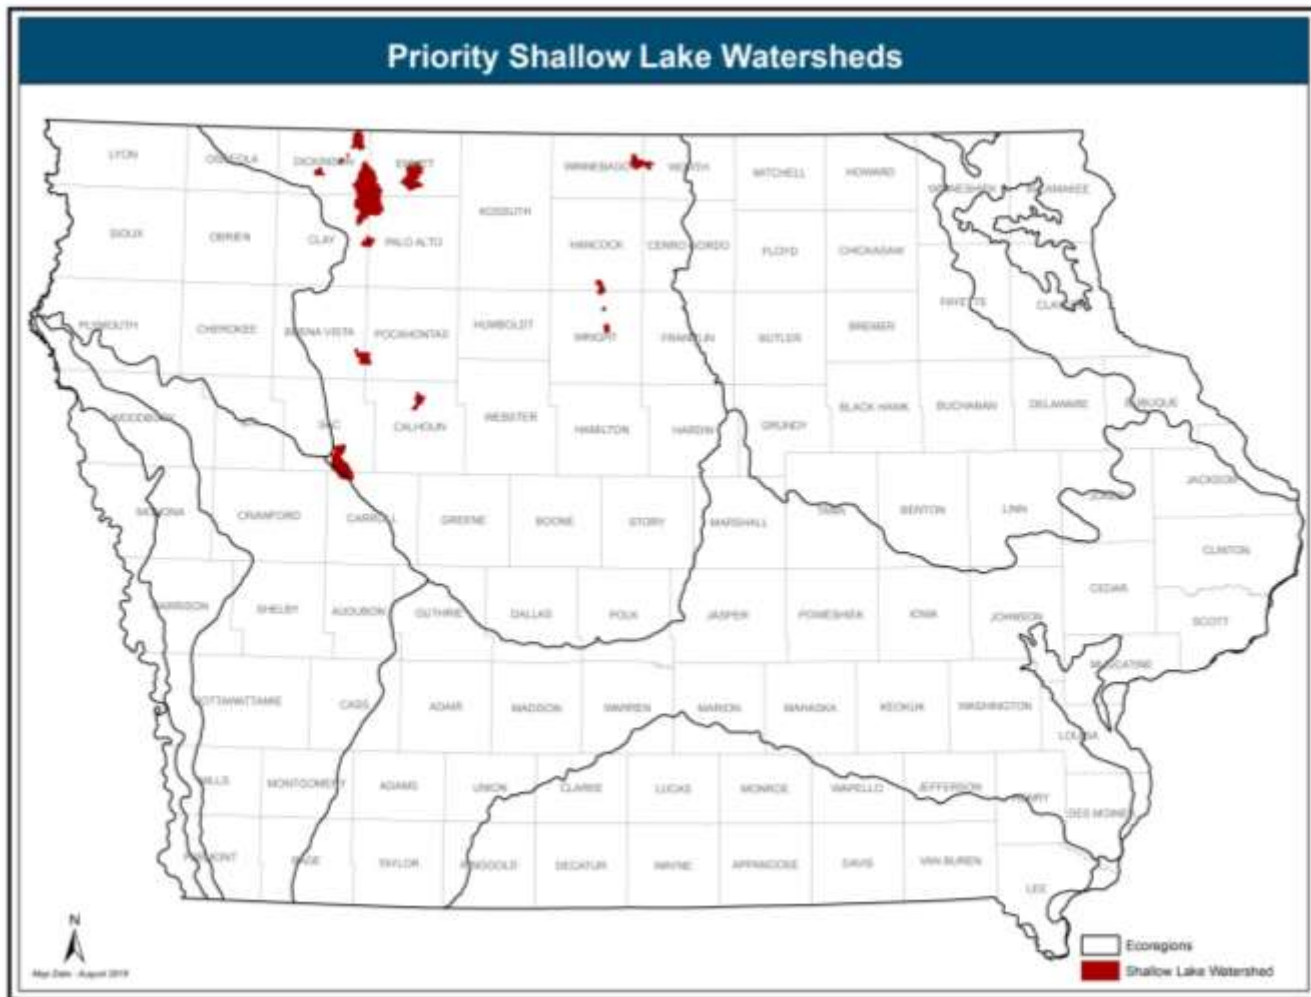 Priority Shallow Lake Watersheds
LYON
OSCEOLA
DICKINSON
EMMETT
WINNEBAGO
WORTH
MITCHELL
HOWARD
WINNESHIEK
ALLAMAKEE
SIOUX
OBRIEN
CLAY
PALO ALTO
KOSSUTH
HANCOCK
CERRO GORDO
FLOYD
CHICKASAW
PLYMOUTH
CHEROKEE
BUENA VISTA
POCAHONTAS
HUMBOLDT
WRIGHT
FRANKLIN
BUTLER
BREMER
FAYETTE
WOODBURY
SAC
CALHOUN
WEBSTER
HAMILTON
HARDIN
GRUNDY
BLACK HAWK
BUCHANAN
DELAWARE
DUBUQUE
MONONA
CRAWFORD
CARROLL
GREENE
BOONE
STORY
MARSHALL
TAMA
BENTON
LINN
JACKSON
CLINTON
HARRISON
SHELBY
AUDUBON
GUTHRIE
DALLAS
POLK
JASPER
POWESHIEK
IOWA
JOHNSON
CEDAR
SCOTT
MUSCATINE
POTTAWATTAMIE
CASS
ADAIR
MADISON
WARREN
MARION
MAHASKA
KEOKUK
WASHINGTON
LOUISA
MILLS
MONTGOMERY
ADAMS
UNION
CLARKE
LUCAS
MONROE
WAPELLO
JEFFERSON
HENRY
DES MOINES
FREMONT
PAGE
TAYLOR
RINGGOLD
DECATUR
WAYNE
APPANOOSE
DAVIS
VAN BUREN
LEE
N
Map Date - August 2019
Ecoregions
Shallow Lake Watershed